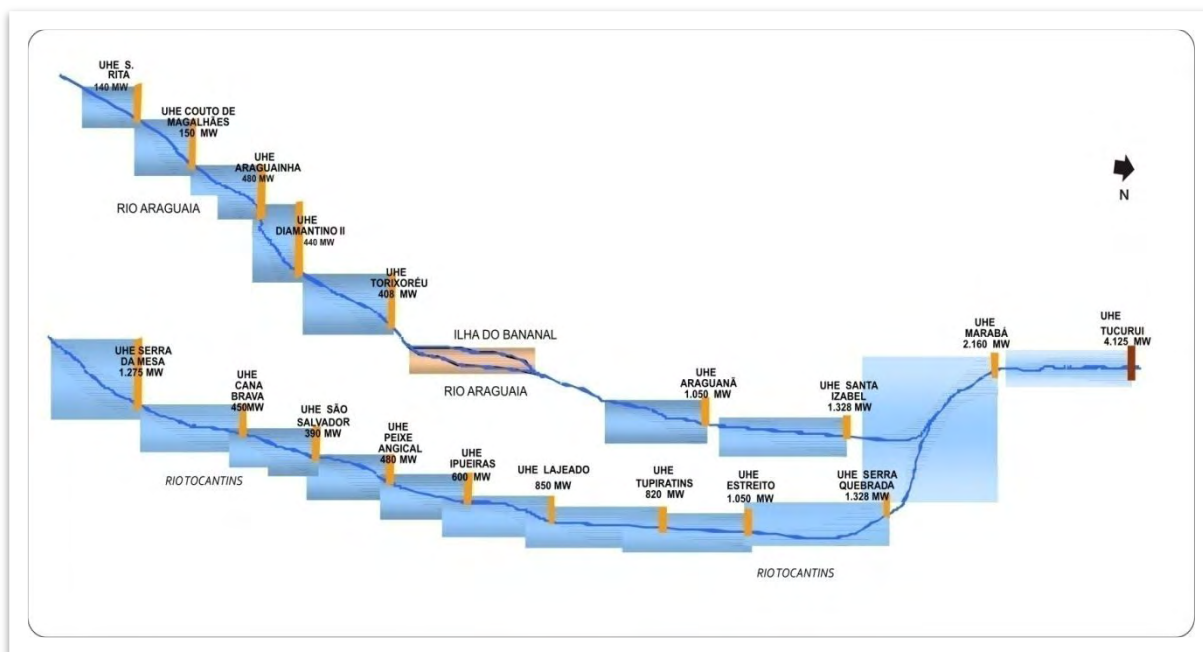 UHE S.
RITA
140 MW
UHE COUTO DE
MAGALHÃES
150 MW
UHE
ARAGUAINHA
480 MW
RIO ARAGUAIA
UHE
DIAMANTINO II
440 MW
UHE
TORIXORÉU
408 MW
N
ILHA DO BANANAL
RIO ARAGUAIA
UHE
ARAGUANÃ
1.050 MW
UHE SANTA
IZABEL
1.328 MW
UHE
MARABÁ
2.160 MW
UHE
TUCURUI
4.125 MW
UHE SERRA
DA MESA
1.275 MW
UHE
CANA
BRAVA
450MW
UHE SÃO
SALVADOR
390 MW
UHE
PEIXE
ANGICAL
480 MW
UHE
IPUEIRAS
600 MW
UHE LAJEADO
850 MW
UHE
TUPIRATINS
820 MW
UHE
ESTREITO
1.050 MW
UHE SERRA
QUEBRADA
1.328 MW
RIO TOCANTINS
RIO TOCANTINS